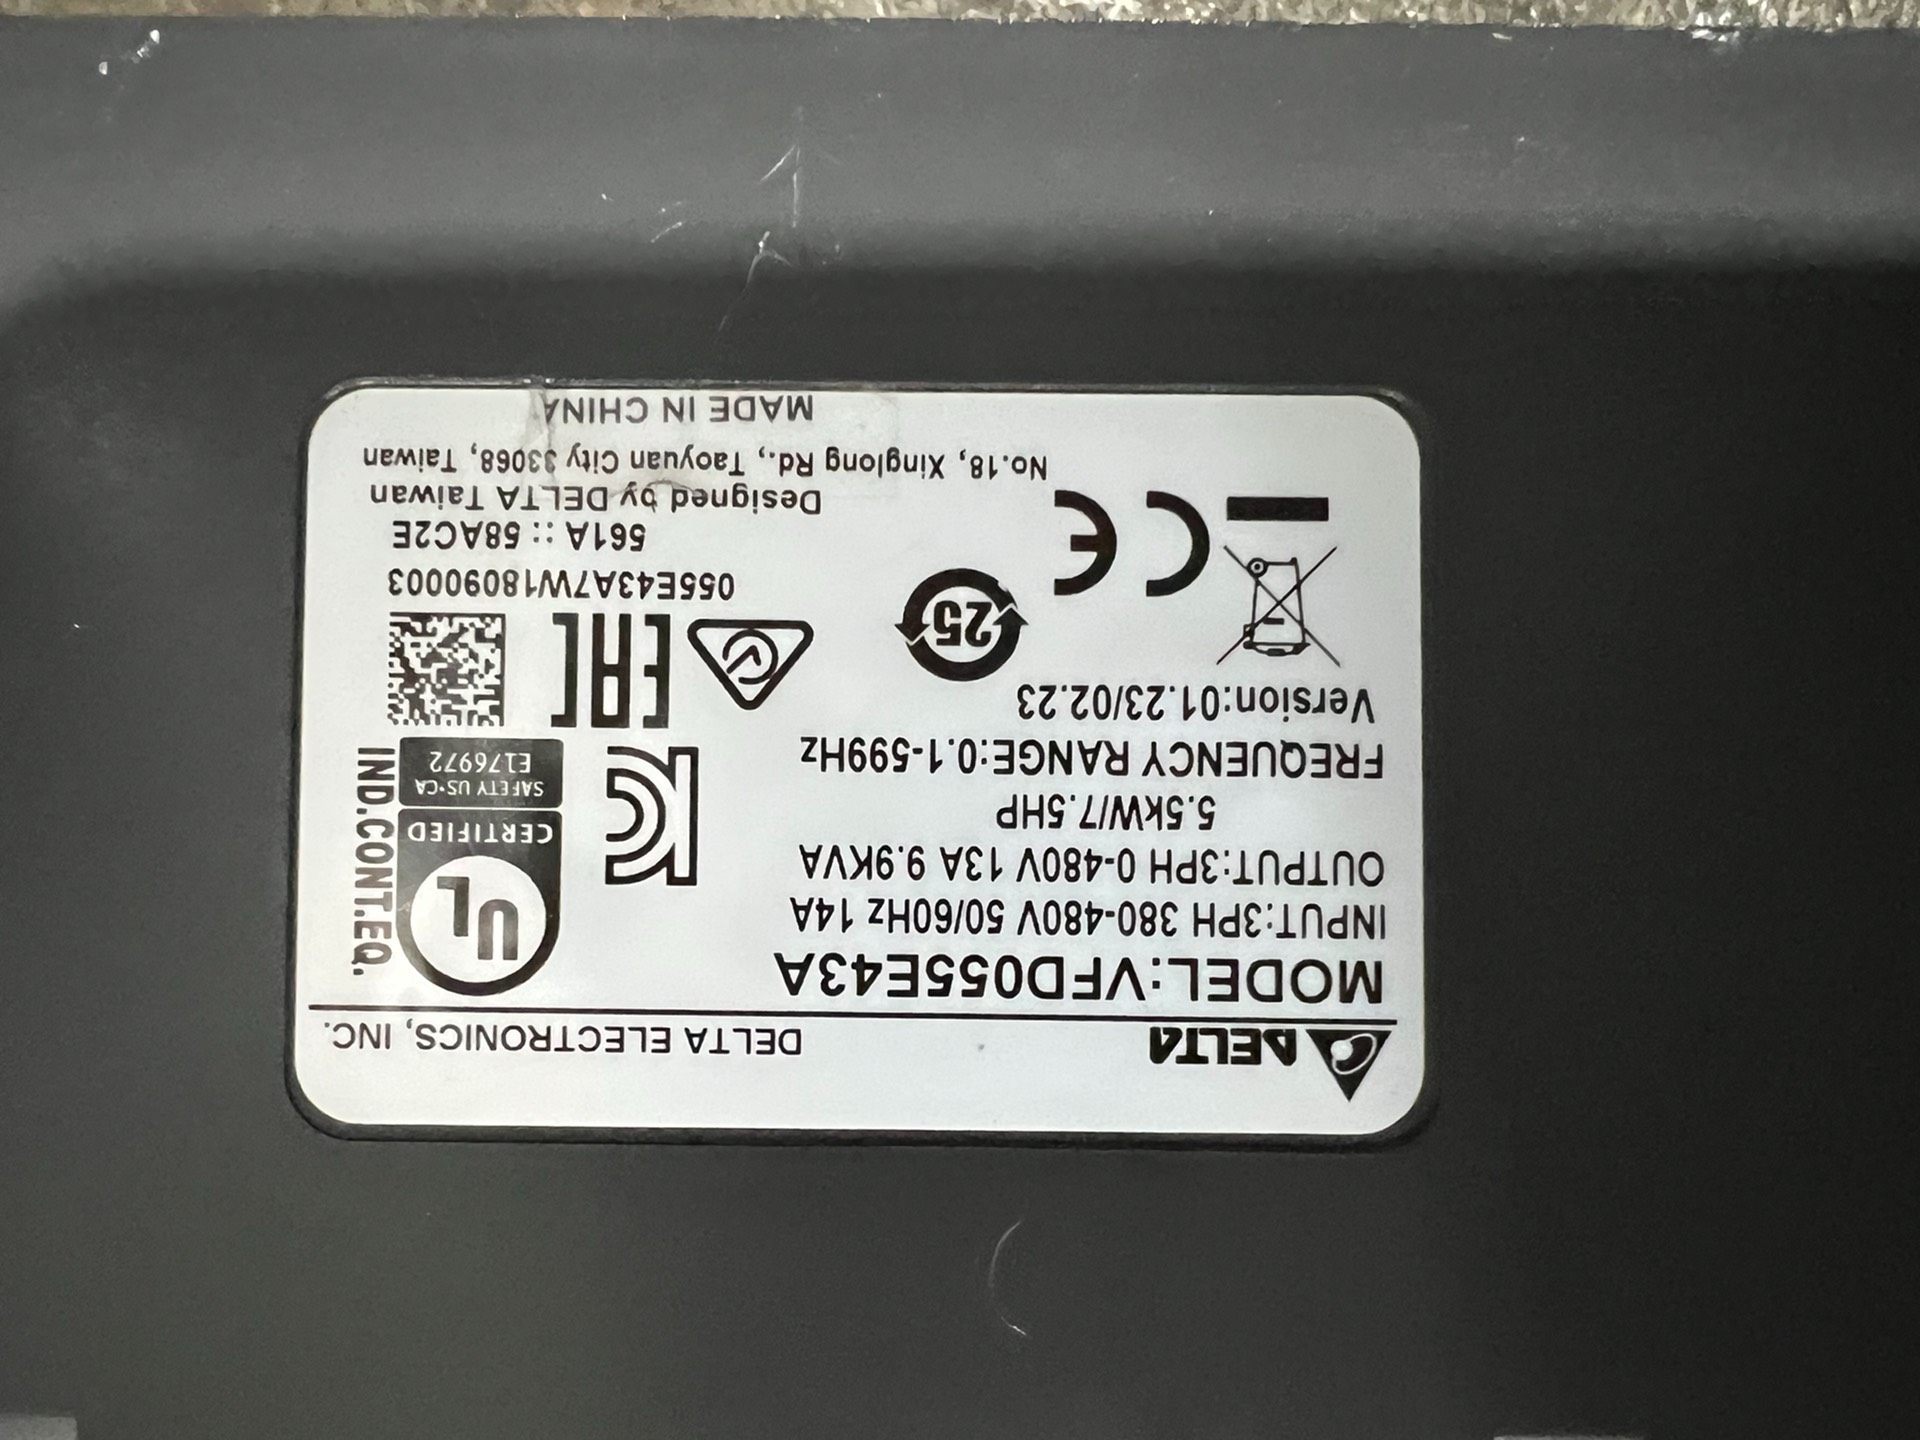 DELTA DELTA ELECTRONICS, INC.
MODEL:VFD055E43A
INPUT:3PH 380-480V 50/60Hz 14A
OUTPUT:3PH 0-480V 13A 9.9KVA
5.5kW/7.5HP
FREQUENCY RANGE:0.1-599Hz
Version:01.23/02.23
UL
CERTIFIED
SAFETY US•CA
E176972
IND.CONT.EQ.
KC
EAC
25
CE
055E43A7W18090003
561A :: 58AC2E
Designed by DELTA Taiwan
No.18, Xinglong Rd., Taoyuan City 33068, Taiwan
MADE IN CHINA